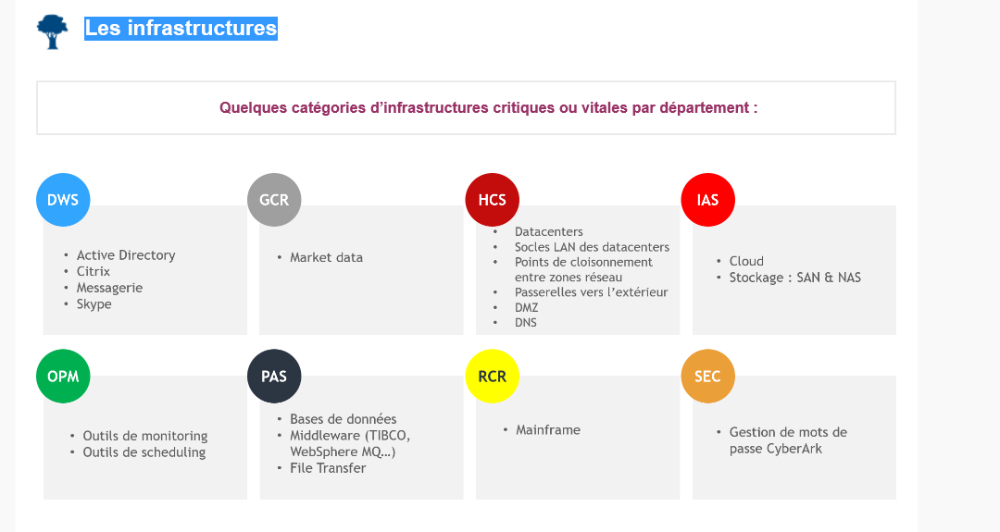 Les infrastructures
Quelques catégories d’infrastructures critiques ou vitales par département :
DWS
• Active Directory
• Citrix
• Messagerie
• Skype
GCR
• Market data
HCS
• Datacenters
• Socles LAN des datacenters
• Points de cloisonnement
entre zones réseau
• Passerelles vers l’extérieur
• DMZ
• DNS
IAS
• Cloud
• Stockage : SAN & NAS
OPM
• Outils de monitoring
• Outils de scheduling
PAS
• Bases de données
• Middleware (TIBCO,
WebSphere MQ…)
• File Transfer
RCR
• Mainframe
SEC
• Gestion de mots de
passe CyberArk